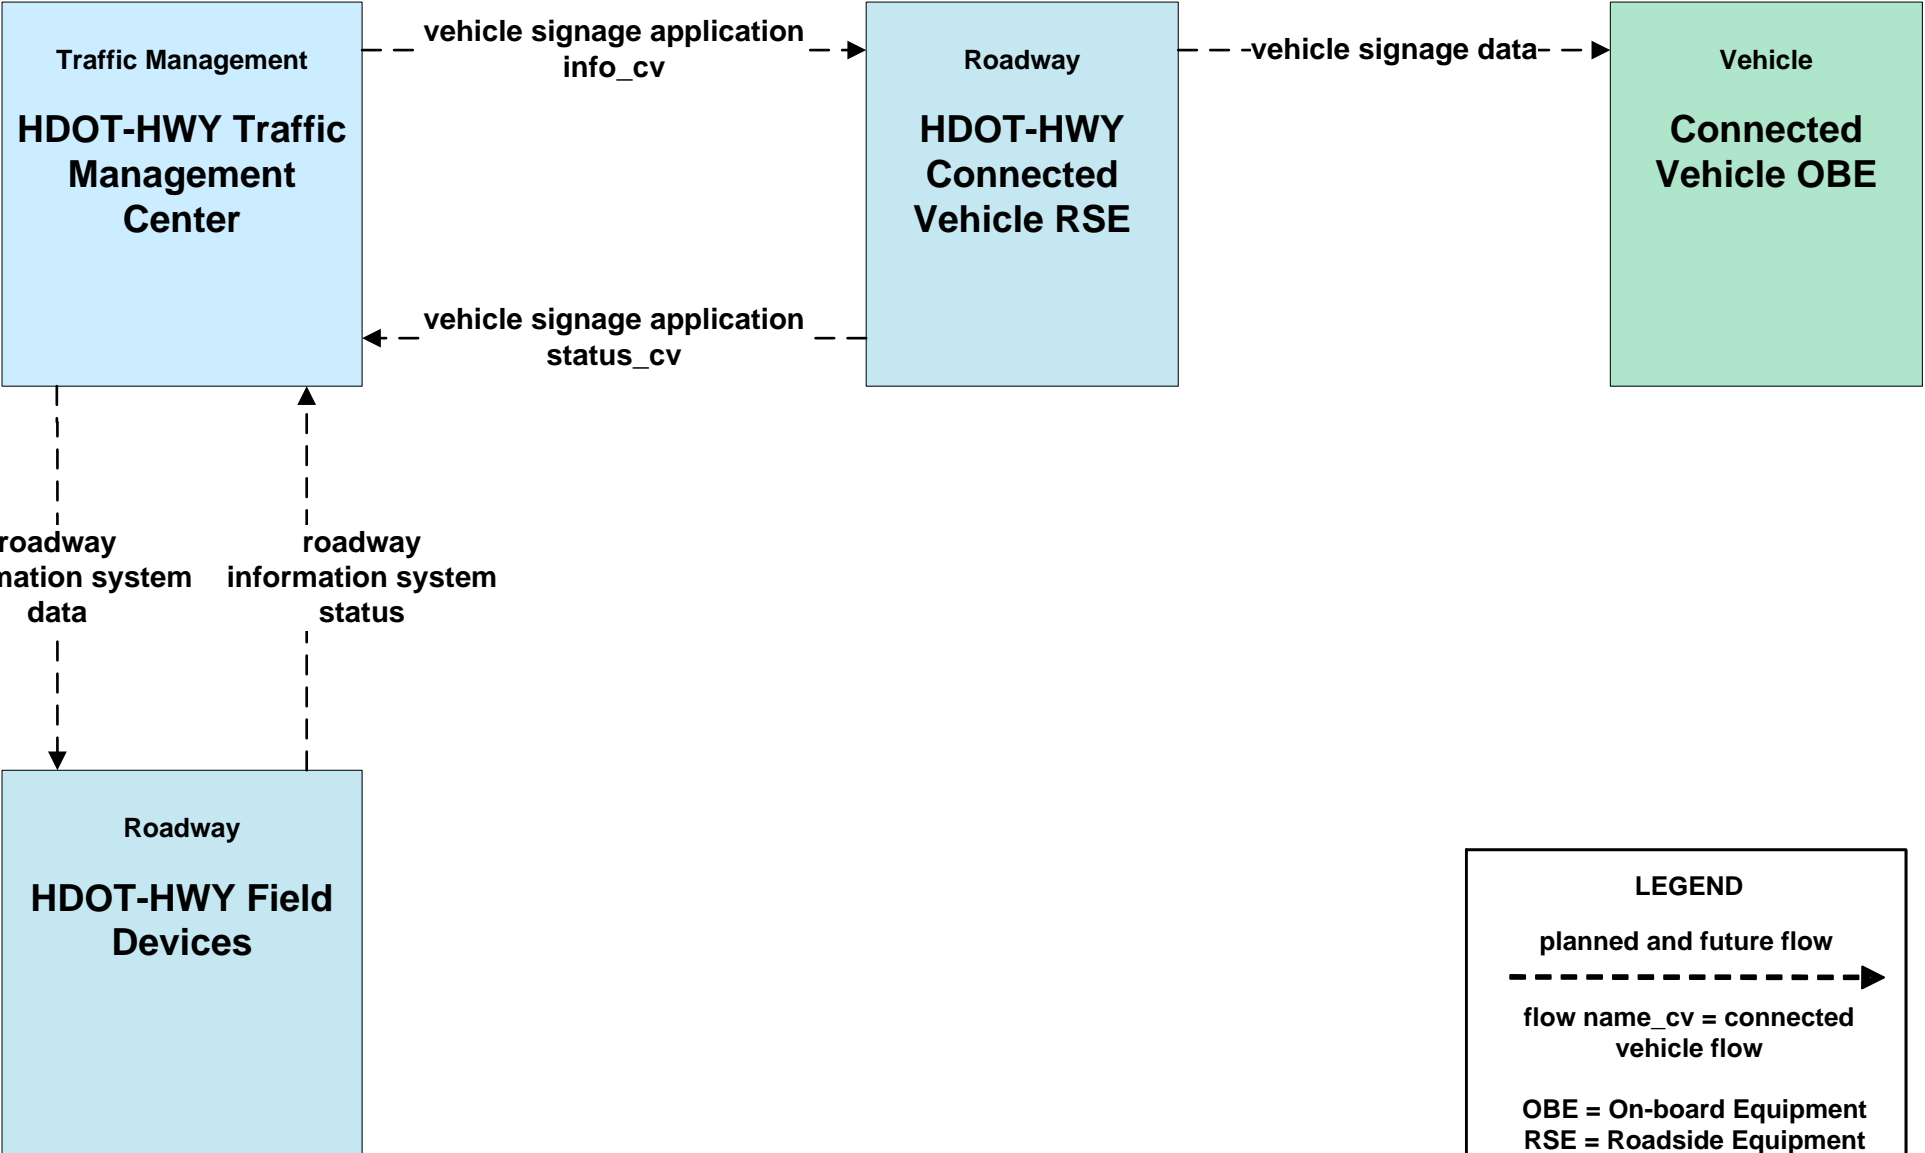 Traffic Management
HDOT-HWY Traffic
Management
Center
vehicle signage application
info_cv
Roadway
HDOT-HWY
Connected
Vehicle RSE
vehicle signage data
Vehicle
Connected
Vehicle OBE
vehicle signage application
status_cv
roadway
mation system
data
roadway
information system
status
Roadway
HDOT-HWY Field
Devices
LEGEND
planned and future flow
flow name_cv = connected
vehicle flow
OBE = On-board Equipment
RSE = Roadside Equipment